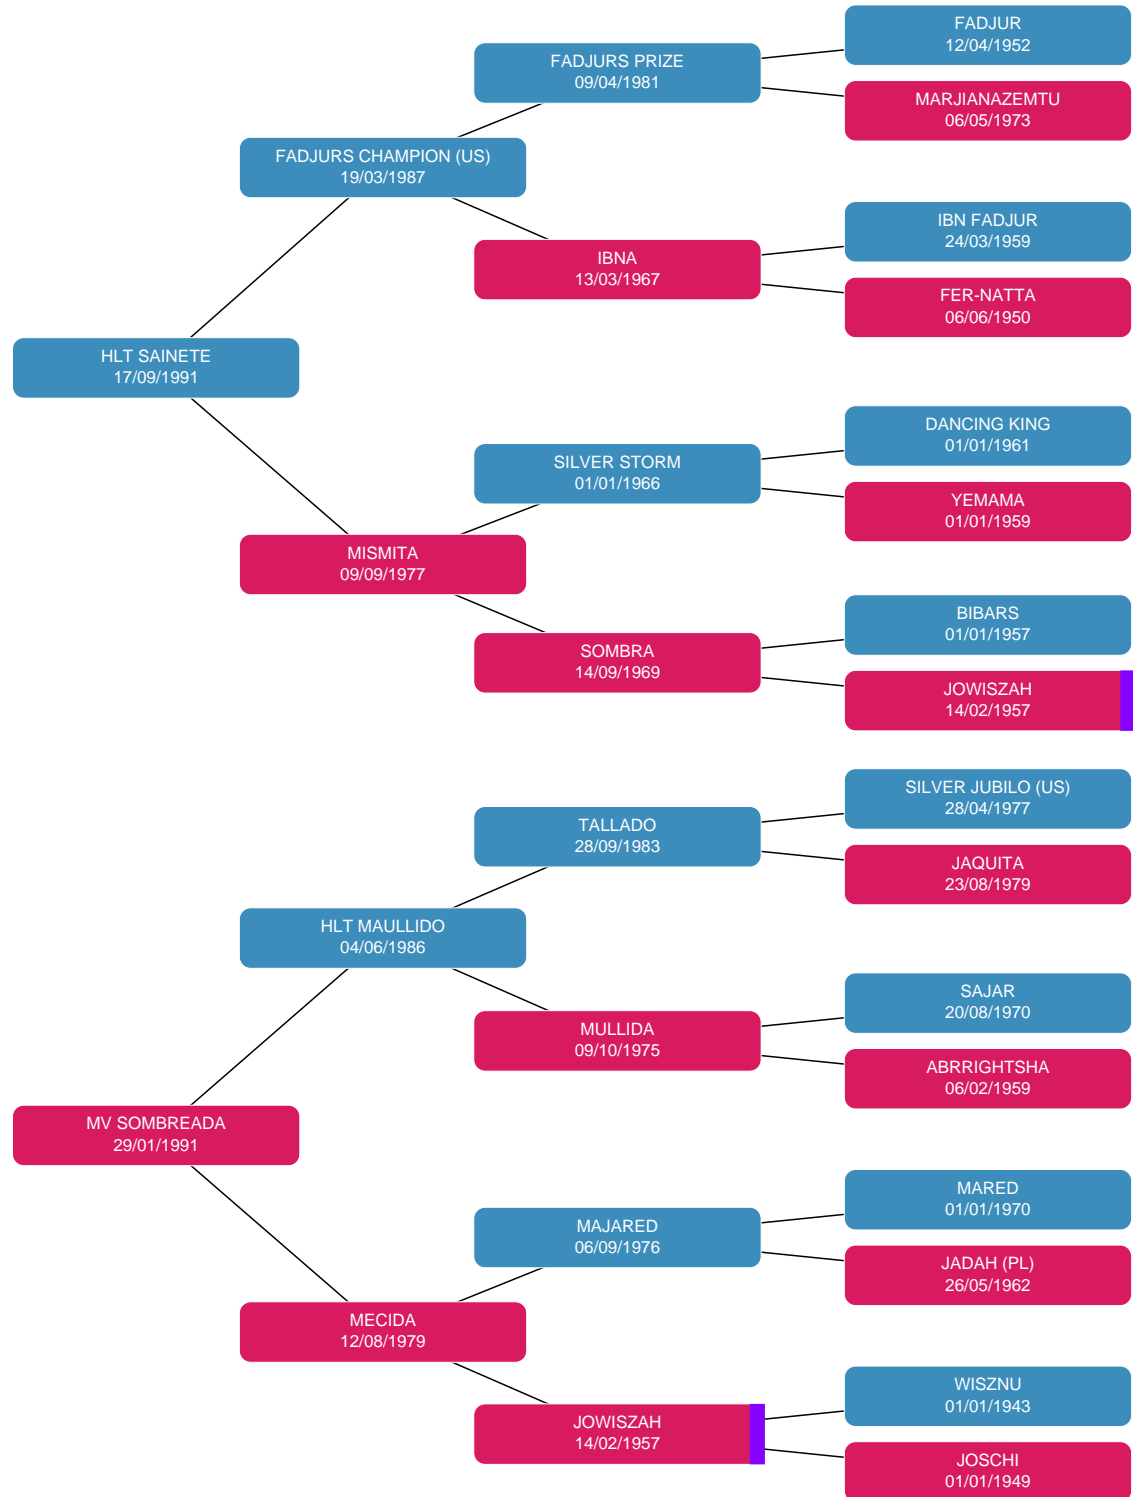 FADJUR
12/04/1952
FADJURS PRIZE
09/04/1981
MARJIANAZEMTU
06/05/1973
FADJURS CHAMPION (US)
19/03/1987
IBN FADJUR
24/03/1959
IBNA
13/03/1967
FER-NATTA
06/06/1950
HLT SAINETE
17/09/1991
DANCING KING
01/01/1961
SILVER STORM
01/01/1966
YEMAMA
01/01/1959
MISMITA
09/09/1977
BIBARS
01/01/1957
SOMBRA
14/09/1969
JOWISZAH
14/02/1957
SILVER JUBILO (US)
28/04/1977
TALLADO
28/09/1983
JAQUITA
23/08/1979
HLT MAULLIDO
04/06/1986
SAJAR
20/08/1970
MULLIDA
09/10/1975
ABRRIGHTSHA
06/02/1959
MV SOMBREADA
29/01/1991
MARED
01/01/1970
MAJARED
06/09/1976
JADAH (PL)
26/05/1962
MECIDA
12/08/1979
WISZNU
01/01/1943
JOWISZAH
14/02/1957
JOSCHI
01/01/1949